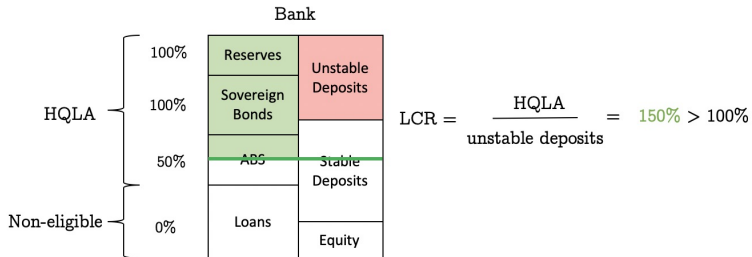 Bank
100%
Reserves
Unstable
Deposits
100%
Sovereign
Bonds
HQLA
LCR = HQLA / unstable deposits = 150% > 100%
50%
ABS
Stable
Deposits
Non-eligible
0%
Loans
Equity